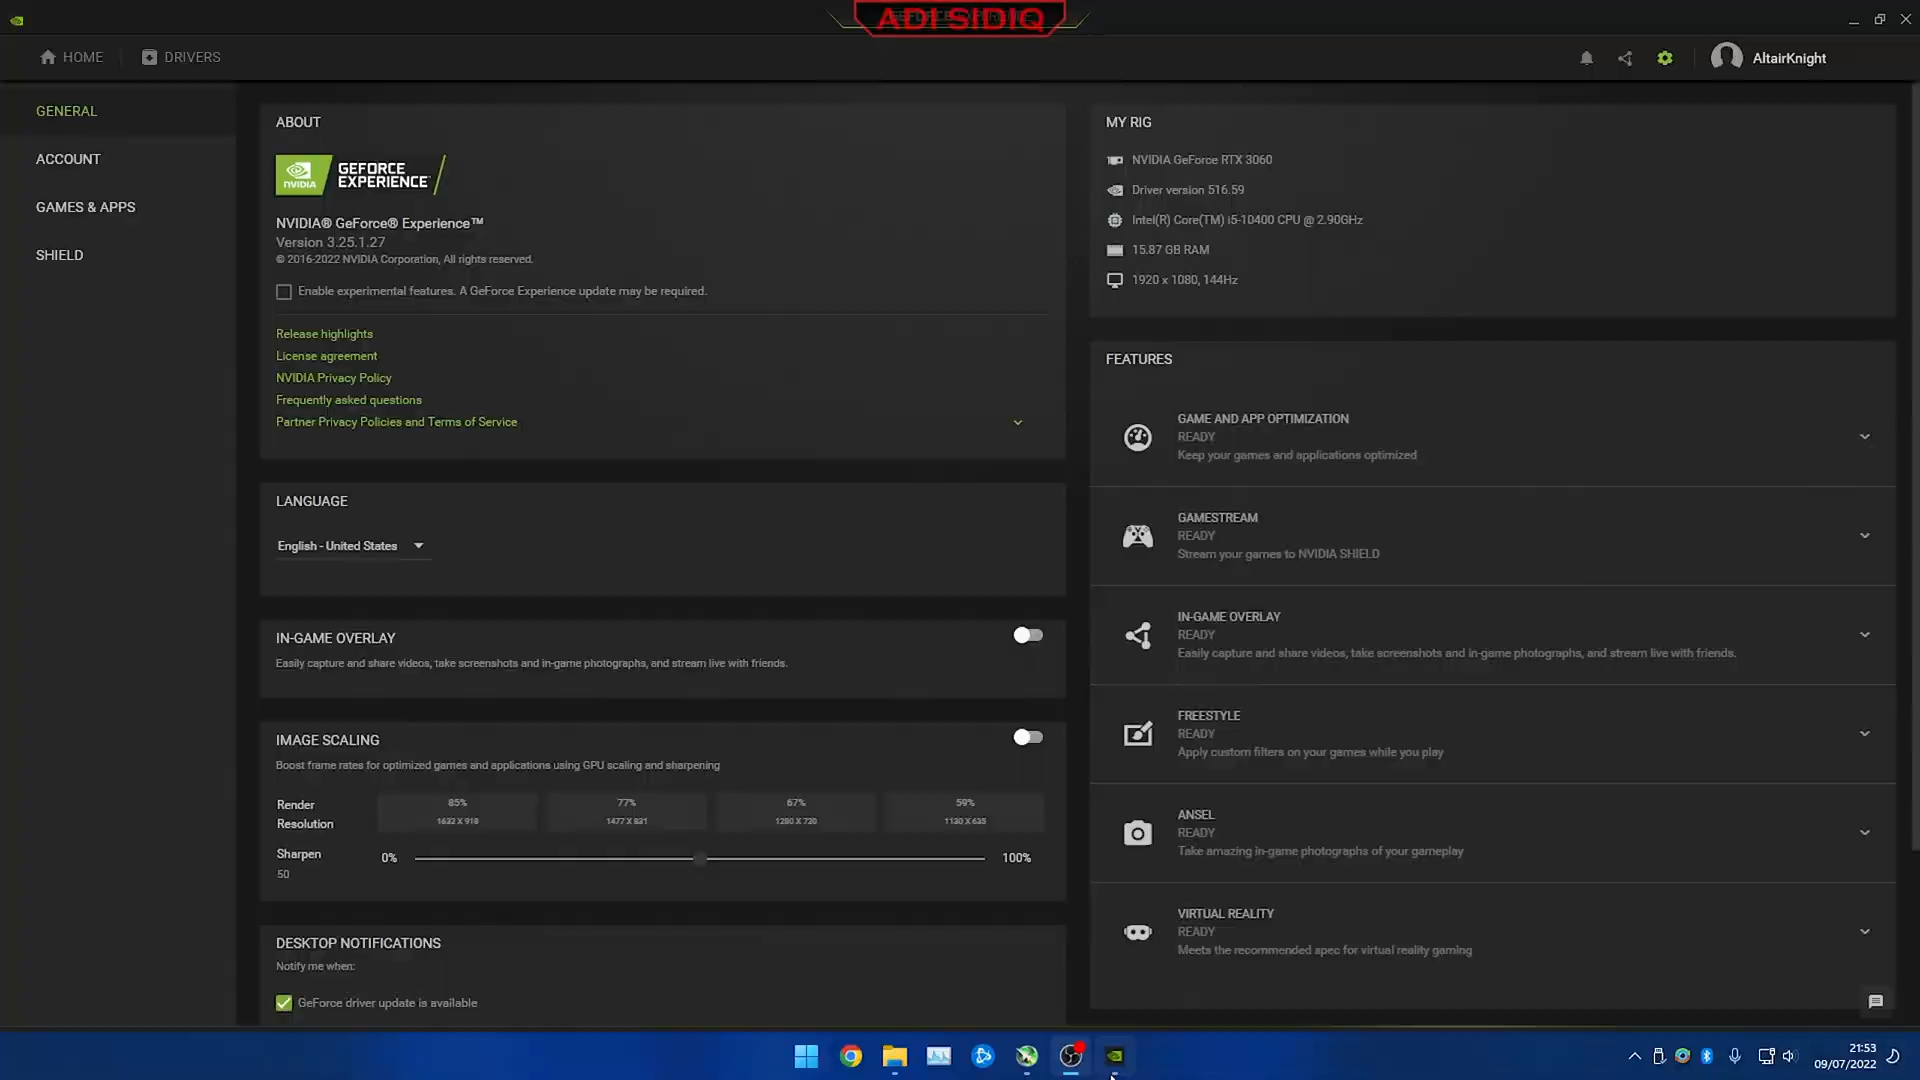 ADI SIDIQ
HOME
DRIVERS
AltairKnight
GENERAL
ACCOUNT
GAMES & APPS
SHIELD
ABOUT
NVIDIA
GEFORCE
EXPERIENCE
NVIDIA® GeForce® Experience™
Version 3.25.1.27
© 2016-2022 NVIDIA Corporation, All rights reserved.
Enable experimental features. A GeForce Experience update may be required.
Release highlights
License agreement
NVIDIA Privacy Policy
Frequently asked questions
Partner Privacy Policies and Terms of Service
LANGUAGE
English - United States
IN-GAME OVERLAY
Easily capture and share videos, take screenshots and in-game photographs, and stream live with friends.
IMAGE SCALING
Boost frame rates for optimized games and applications using GPU scaling and sharpening
Render
Resolution
85%
1632 X 918
77%
1477 X 831
67%
1280 X 720
59%
1130 X 635
Sharpen
50
0%
100%
DESKTOP NOTIFICATIONS
Notify me when:
GeForce driver update is available
MY RIG
NVIDIA GeForce RTX 3060
Driver version 516.59
Intel(R) Core(TM) i5-10400 CPU @ 2.90GHz
15.87 GB RAM
1920 x 1080, 144Hz
FEATURES
GAME AND APP OPTIMIZATION
READY
Keep your games and applications optimized
GAMESTREAM
READY
Stream your games to NVIDIA SHIELD
IN-GAME OVERLAY
READY
Easily capture and share videos, take screenshots and in-game photographs, and stream live with friends.
FREESTYLE
READY
Apply custom filters on your games while you play
ANSEL
READY
Take amazing in-game photographs of your gameplay
VIRTUAL REALITY
READY
Meets the recommended spec for virtual reality gaming
21:53
09/07/2022